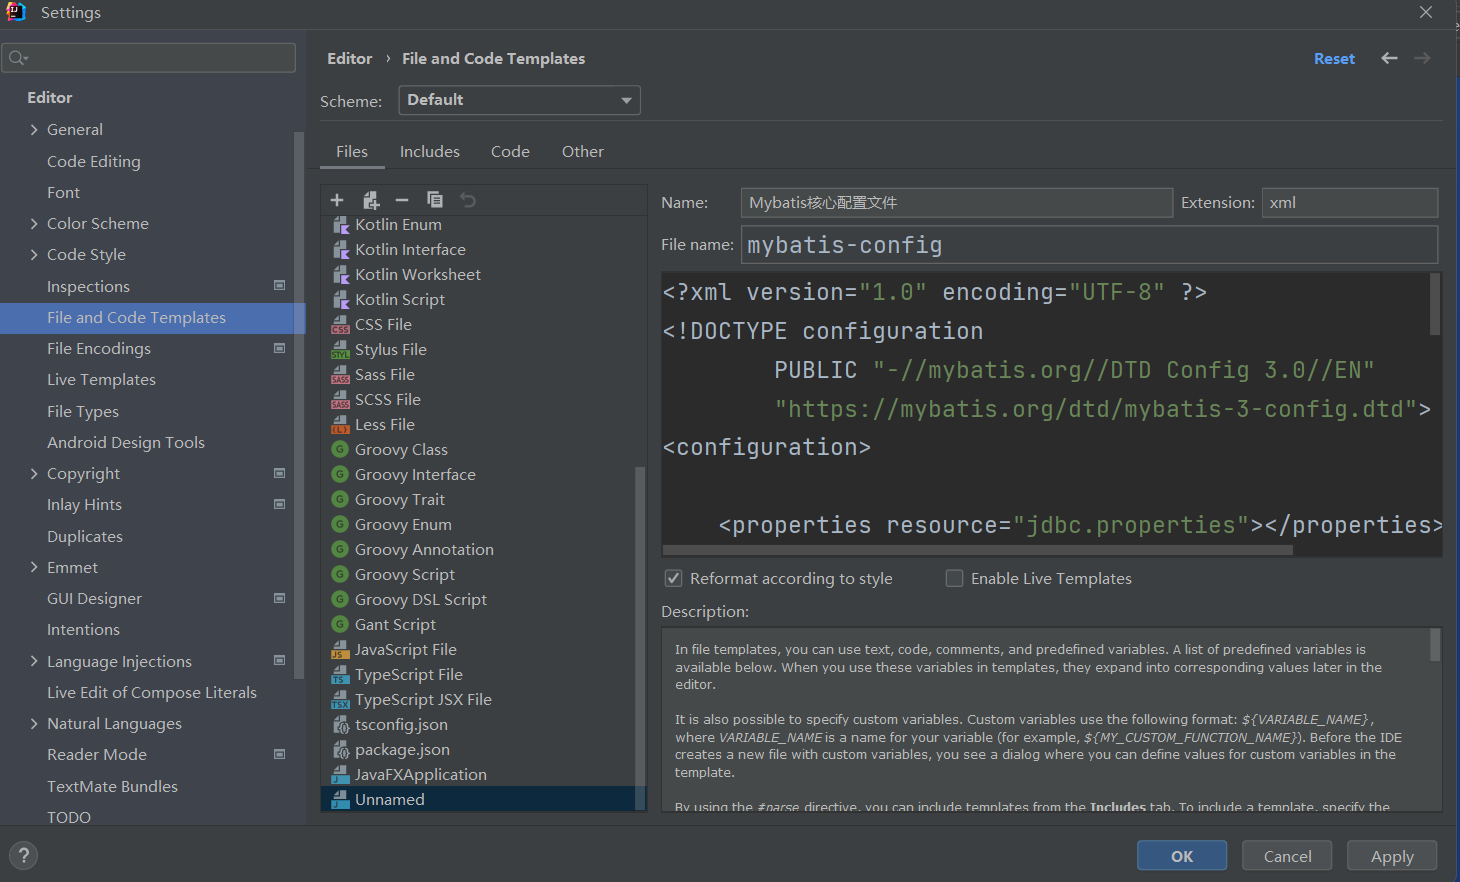 Settings
Editor
General
Code Editing
Font
Color Scheme
Code Style
Inspections
File and Code Templates
File Encodings
Live Templates
File Types
Android Design Tools
Copyright
Inlay Hints
Duplicates
Emmet
GUI Designer
Intentions
Language Injections
Live Edit of Compose Literals
Natural Languages
Reader Mode
TextMate Bundles
TODO
Editor › File and Code Templates
Reset
Scheme: Default
Files Includes Code Other
Kotlin Enum
Kotlin Interface
Kotlin Worksheet
Kotlin Script
CSS File
Stylus File
Sass File
SCSS File
Less File
Groovy Class
Groovy Interface
Groovy Trait
Groovy Enum
Groovy Annotation
Groovy Script
Groovy DSL Script
Gant Script
JavaScript File
TypeScript File
TypeScript JSX File
tsconfig.json
package.json
JavaFXApplication
Unnamed
Name: Mybatis核心配置文件 Extension: xml
File name: mybatis-config
<?xml version="1.0" encoding="UTF-8" ?>
<!DOCTYPE configuration
PUBLIC "-//mybatis.org//DTD Config 3.0//EN"
"https://mybatis.org/dtd/mybatis-3-config.dtd">
<configuration>
<properties resource="jdbc.properties"></properties>
Reformat according to style Enable Live Templates
Description:
In file templates, you can use text, code, comments, and predefined variables. A list of predefined variables is
available below. When you use these variables in templates, they expand into corresponding values later in the
editor.
It is also possible to specify custom variables. Custom variables use the following format: ${VARIABLE_NAME},
where VARIABLE_NAME is a name for your variable (for example, ${MY_CUSTOM_FUNCTION_NAME}). Before the IDE
creates a new file with custom variables, you see a dialog where you can define values for custom variables in the
template.
By using the #parse directive, you can include templates from the Includes tab. To include a template, specify the
? OK Cancel Apply